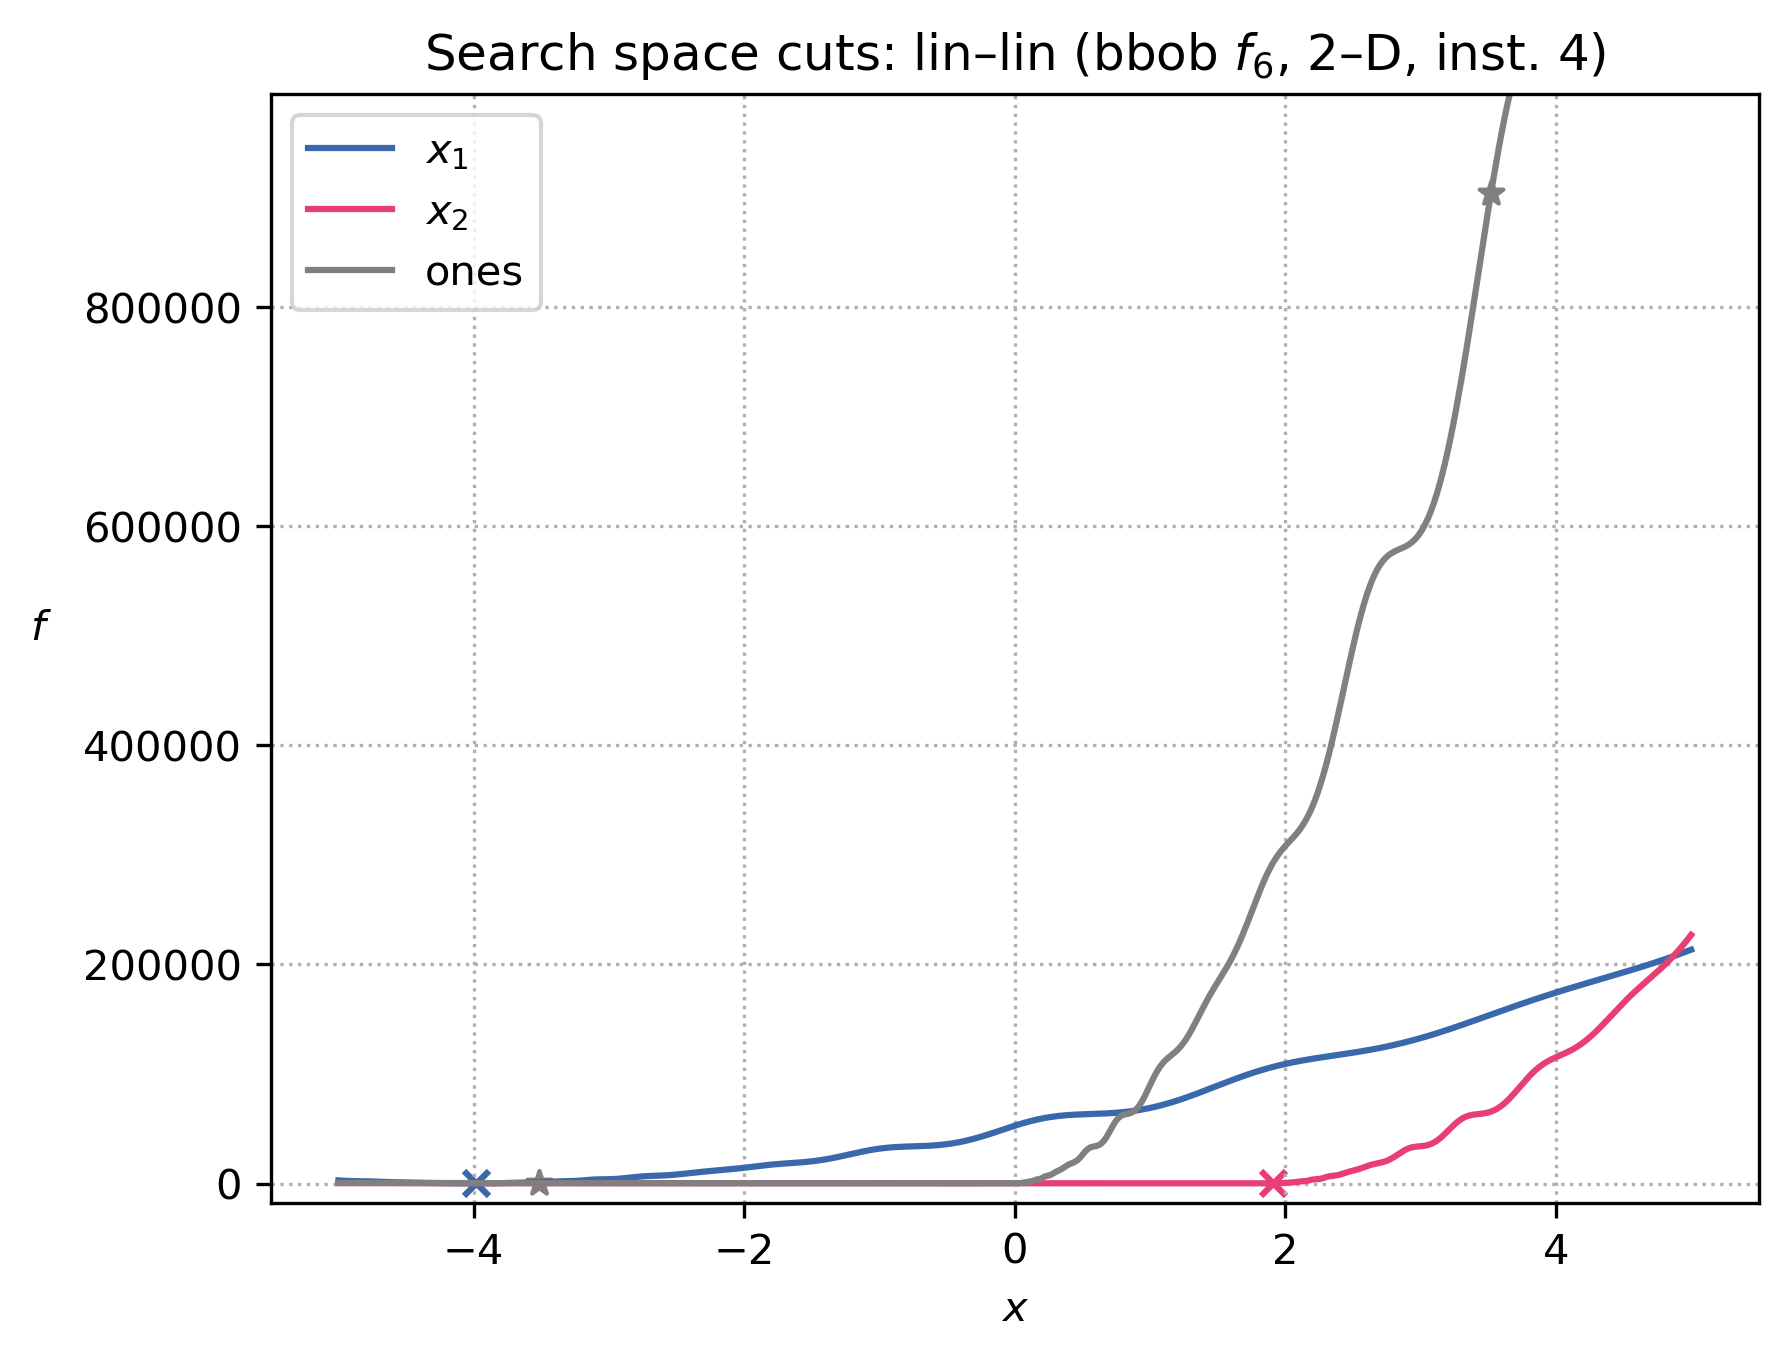 Search space cuts: lin–lin (bbob f₆, 2–D, inst. 4)
x₁
x₂
ones
800000
600000
f
400000
200000
0
−4 −2 0 2 4
x